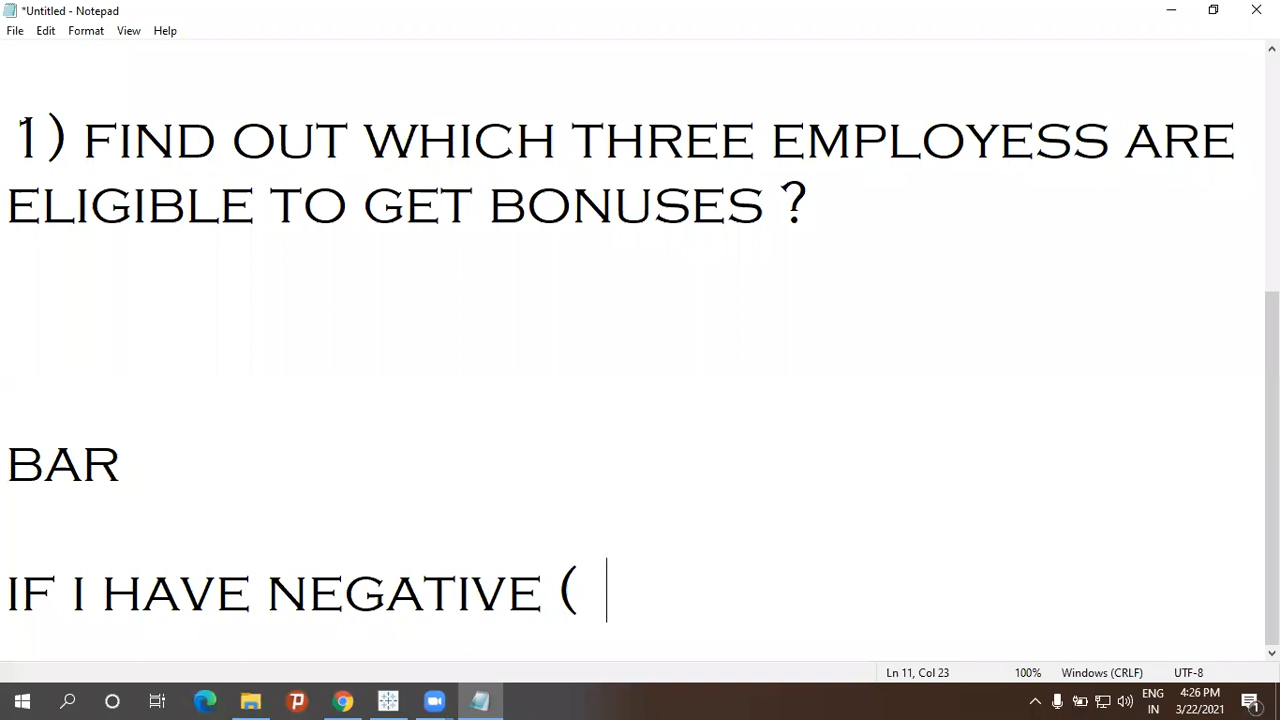 *Untitled - Notepad
File Edit Format View Help
1) FIND OUT WHICH THREE EMPLOYESS ARE
ELIGIBLE TO GET BONUSES ?
BAR
IF I HAVE NEGATIVE (
Ln 11, Col 23 100% Windows (CRLF) UTF-8
ENG 4:26 PM
IN 3/22/2021 1